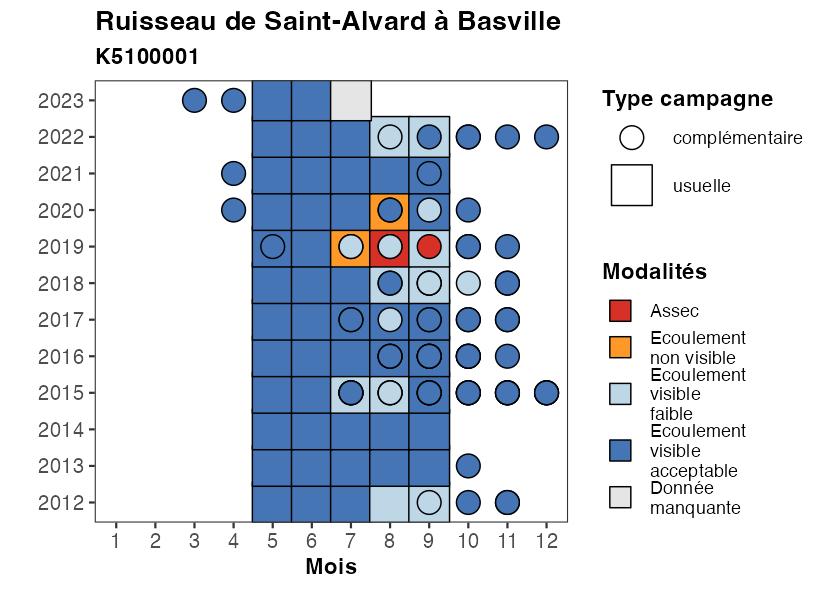 Ruisseau de Saint-Alvard à Basville
K5100001
2023
2022
2021
2020
2019
2018
2017
2016
2015
2014
2013
2012
1 2 3 4 5 6 7 8 9 10 11 12
Mois
Type campagne
complémentaire
usuelle
Modalités
Assec
Ecoulement
non visible
Ecoulement
visible
faible
Ecoulement
visible
acceptable
Donnée
manquante